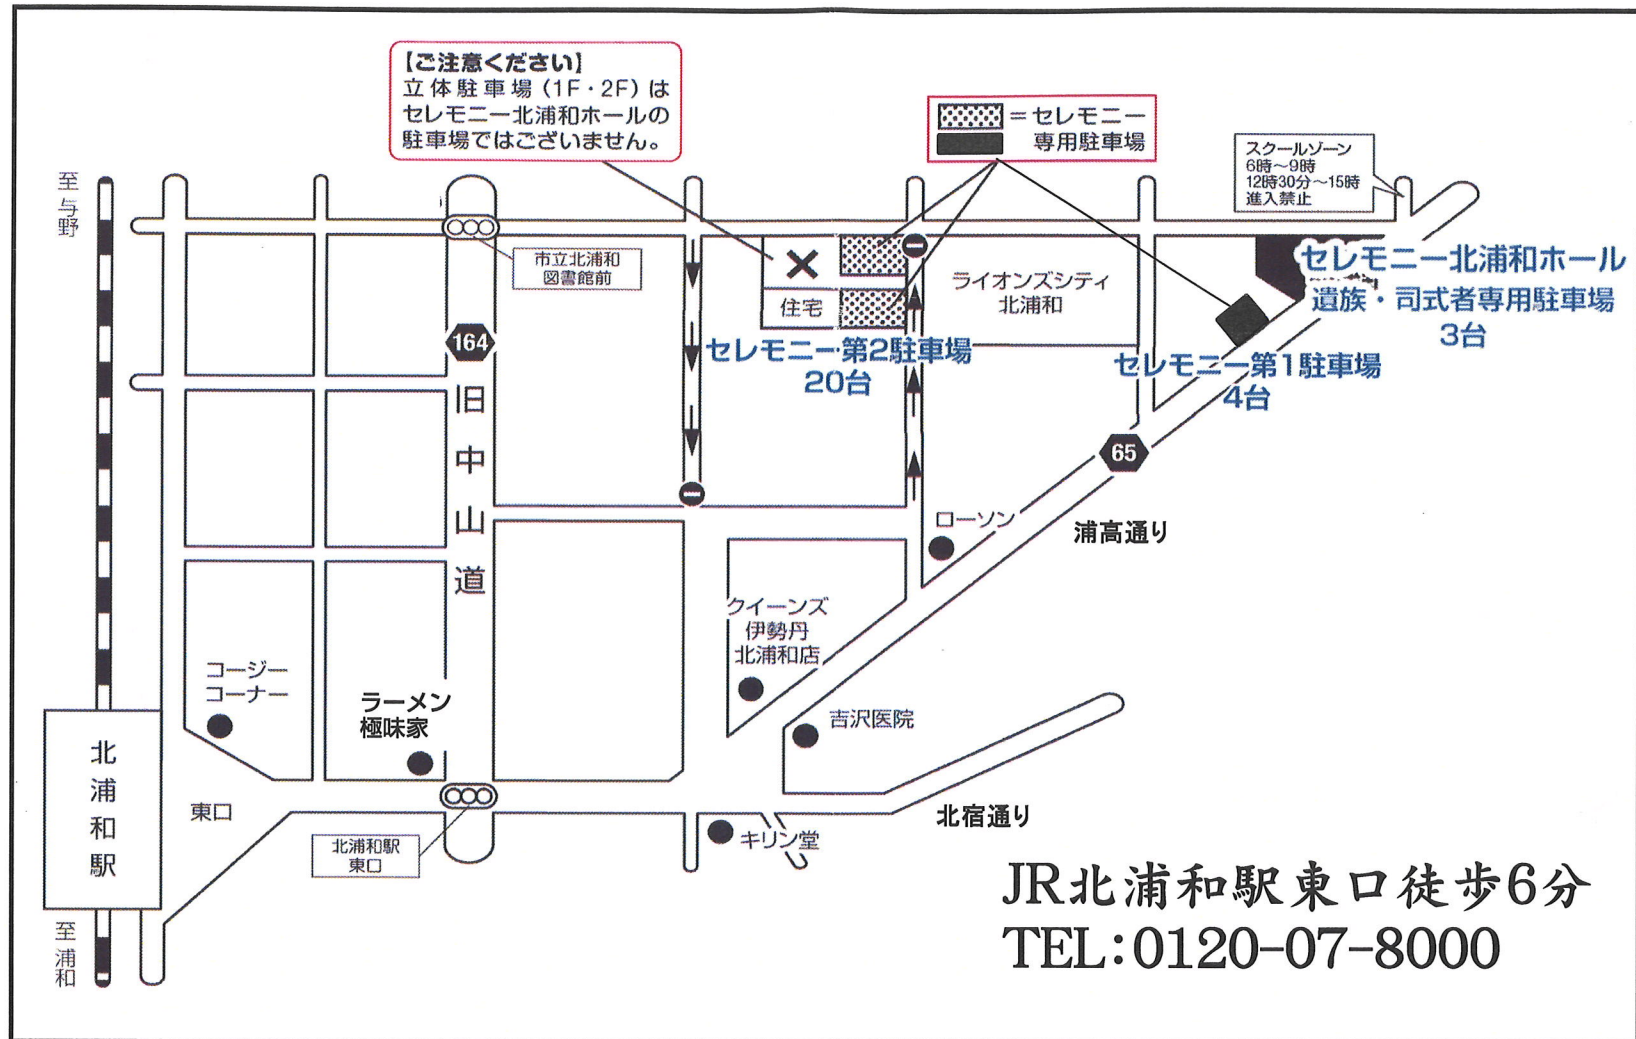 【ご注意ください】
立体駐車場(1F・2F)は
セレモニー北浦和ホールの
駐車場ではございません。
=セレモニー
専用駐車場
スクールゾーン
6時~9時
12時30分~15時
進入禁止
至与野
市立北浦和
図書館前
住宅
ライオンズシティ
北浦和
セレモニー北浦和ホール
遺族・司式者専用駐車場
3台
セレモニー第2駐車場
20台
セレモニー第1駐車場
4台
164
旧中山道
65
浦高通り
ローソン
クイーンズ
伊勢丹
北浦和店
コージー
コーナー
ラーメン
極味家
吉沢医院
北浦和駅
東口
北浦和駅
東口
キリン堂
北宿通り
至浦和
JR北浦和駅東口徒歩6分
TEL:0120-07-8000